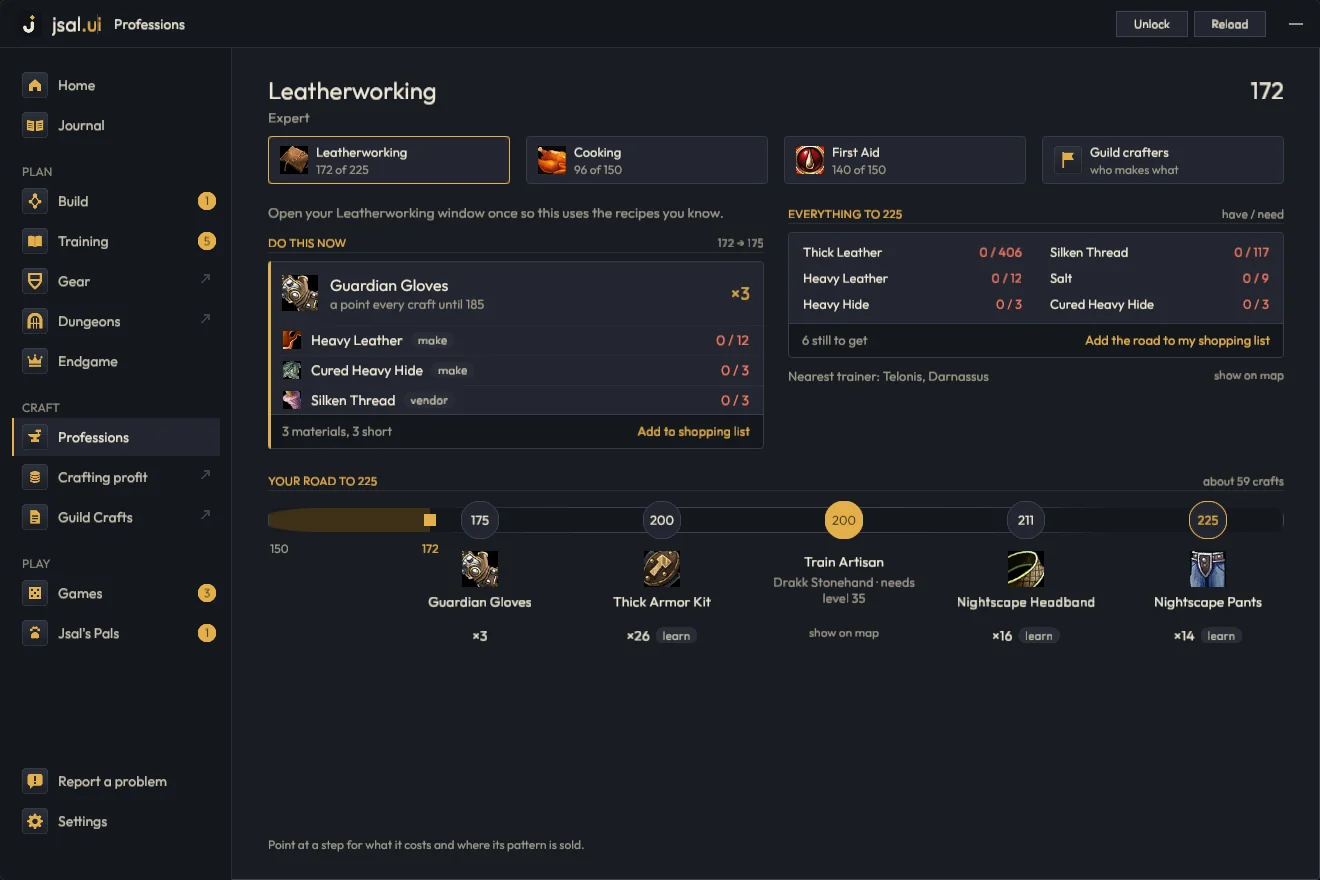 jsal.ui Professions
Unlock
Reload
Home
Journal
PLAN
Build 1
Training 5
Gear
Dungeons
Endgame
CRAFT
Professions
Crafting profit
Guild Crafts
PLAY
Games 3
Jsal's Pals 1
Report a problem
Settings
Leatherworking 172
Expert
Leatherworking
172 of 225
Cooking
96 of 150
First Aid
140 of 150
Guild crafters
who makes what
Open your Leatherworking window once so this uses the recipes you know.
DO THIS NOW 172 → 175
Guardian Gloves
a point every craft until 185
×3
Heavy Leather make 0 / 12
Cured Heavy Hide make 0 / 3
Silken Thread vendor 0 / 3
3 materials, 3 short Add to shopping list
EVERYTHING TO 225 have / need
Thick Leather 0 / 406 Silken Thread 0 / 117
Heavy Leather 0 / 12 Salt 0 / 9
Heavy Hide 0 / 3 Cured Heavy Hide 0 / 3
6 still to get Add the road to my shopping list
Nearest trainer: Telonis, Darnassus show on map
YOUR ROAD TO 225 about 59 crafts
150 172
175
Guardian Gloves
×3
200
Thick Armor Kit
×26 learn
200
Train Artisan
Drakk Stonehand · needs
level 35
show on map
211
Nightscape Headband
×16 learn
225
Nightscape Pants
×14 learn
Point at a step for what it costs and where its pattern is sold.